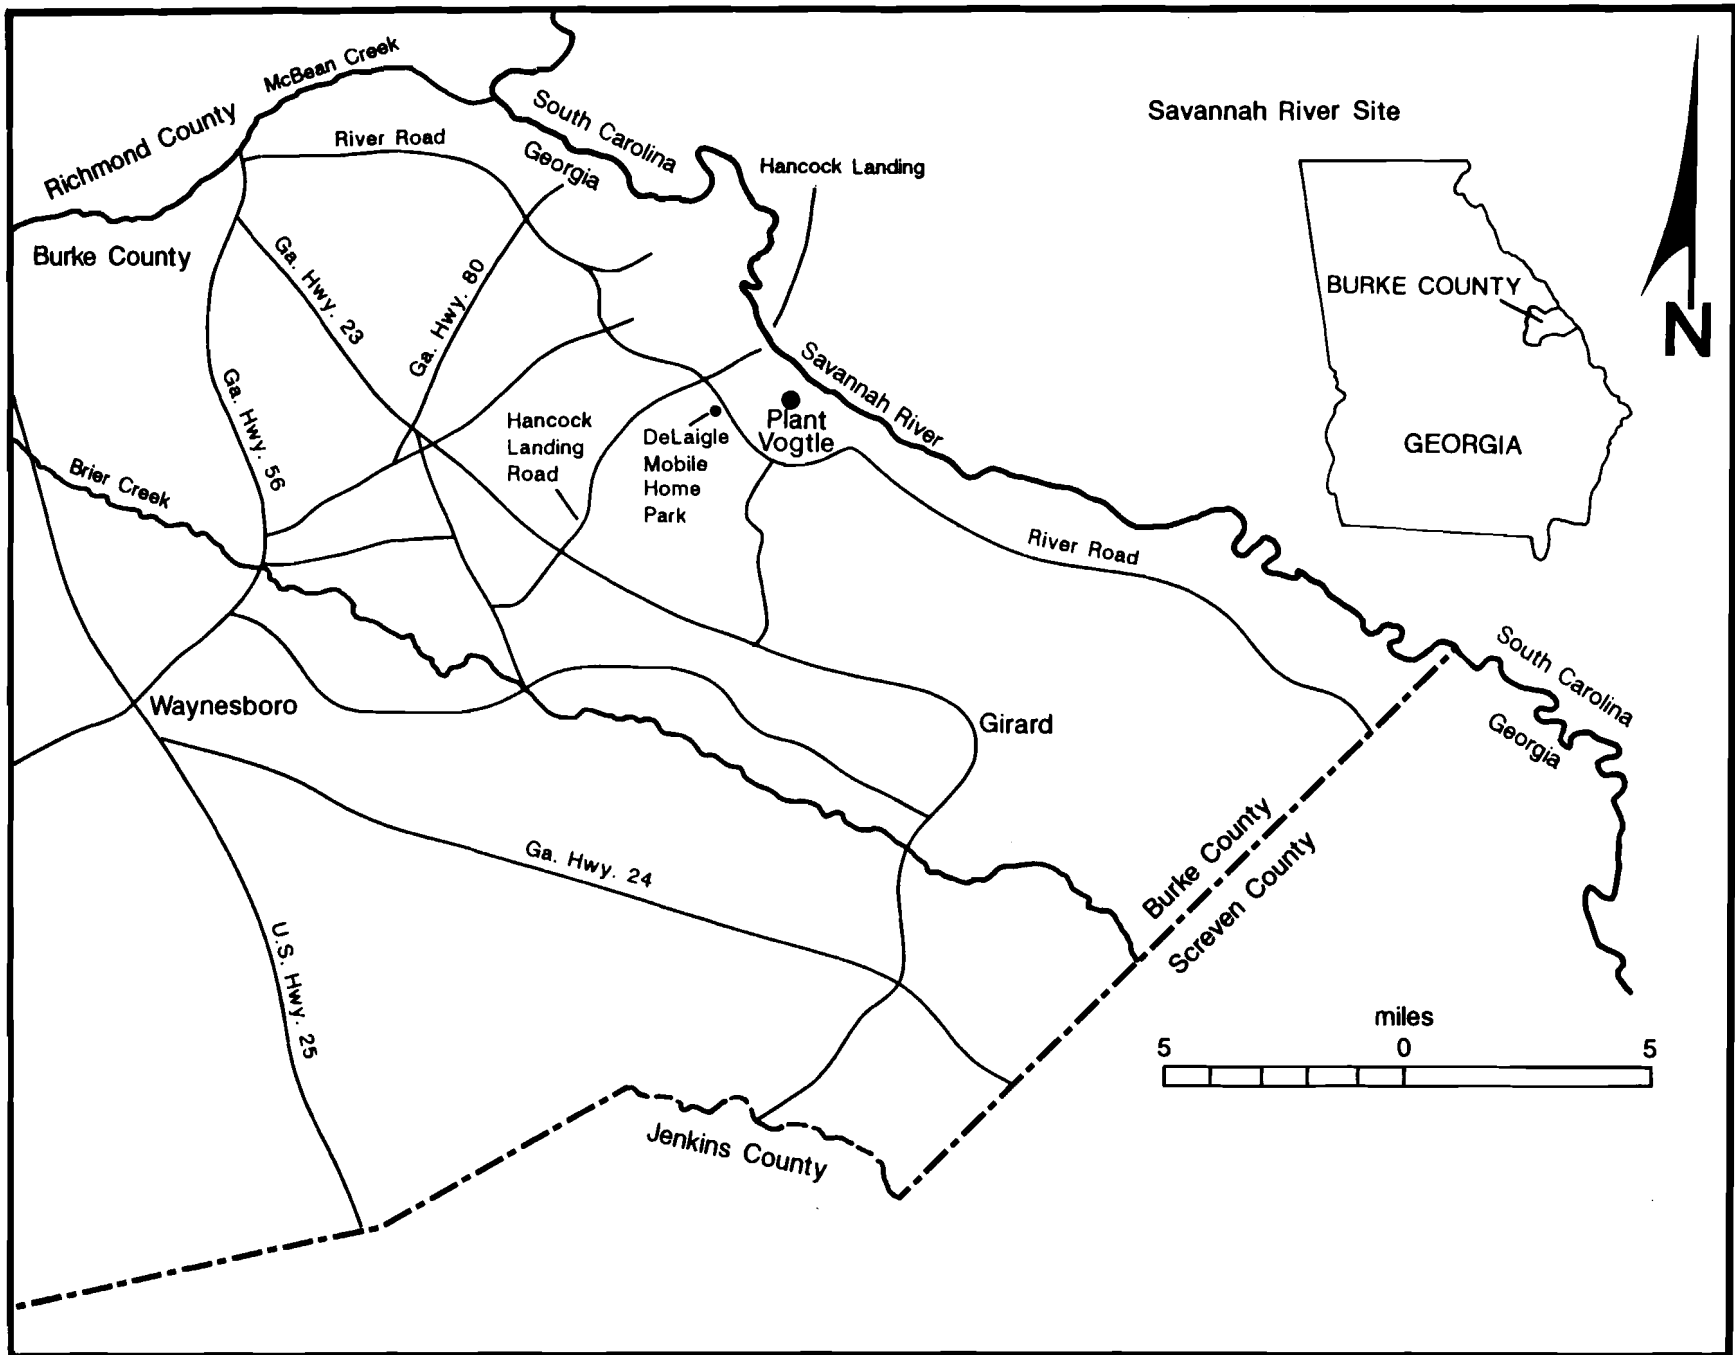 McBean Creek
Richmond County
River Road
South Carolina
Georgia
Savannah River Site
Hancock Landing
Burke County
Ga. Hwy. 23
Ga. Hwy. 80
BURKE COUNTY
N
Ga. Hwy. 56
Savannah River
Hancock
Landing
Road
DeLaigle
Mobile
Home
Park
Plant
Vogtle
GEORGIA
Brier Creek
River Road
South Carolina
Georgia
Waynesboro
Girard
Ga. Hwy. 24
Burke County
Screven County
U.S. Hwy. 25
miles
5 0 5
Jenkins County